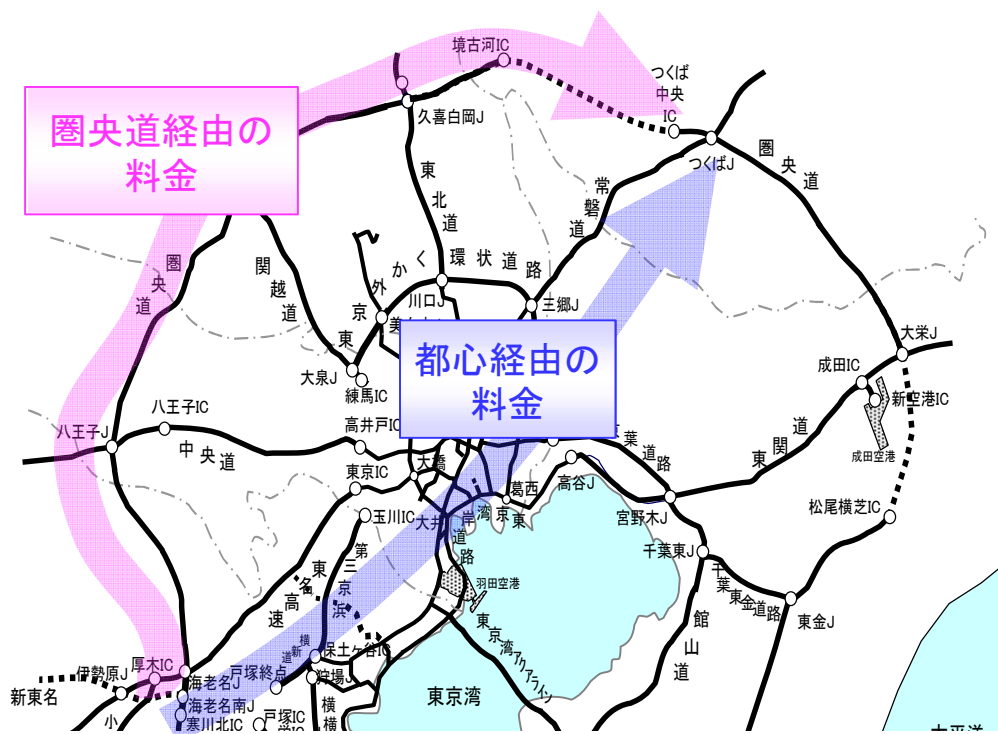 境古河IC
つくば
中央
IC
圏央道経由の
料金
久喜白岡J
つくばJ
圏央道
東北道
常磐道
圏央道
関越道
外かく環状道路
東京
川口J
三郷J
大泉J
練馬IC
都心経由の
料金
大栄J
成田IC
新空港IC
成田空港
八王子IC
八王子J
中央道
高井戸IC
東京IC
大橋
葉道路
東関道
高谷J
葛西
玉川IC
大井
湾岸道路
東京
宮野木J
松尾横芝IC
千葉東J
千葉東金道路
東金J
第三京浜
東名高速
羽田空港
東京湾アクアライン
館山道
横新道
保土ヶ谷IC
戸塚終点
狩場J
伊勢原J
厚木IC
海老名J
海老名南J
寒川北IC
新東名
小
戸塚IC
横横
東京湾